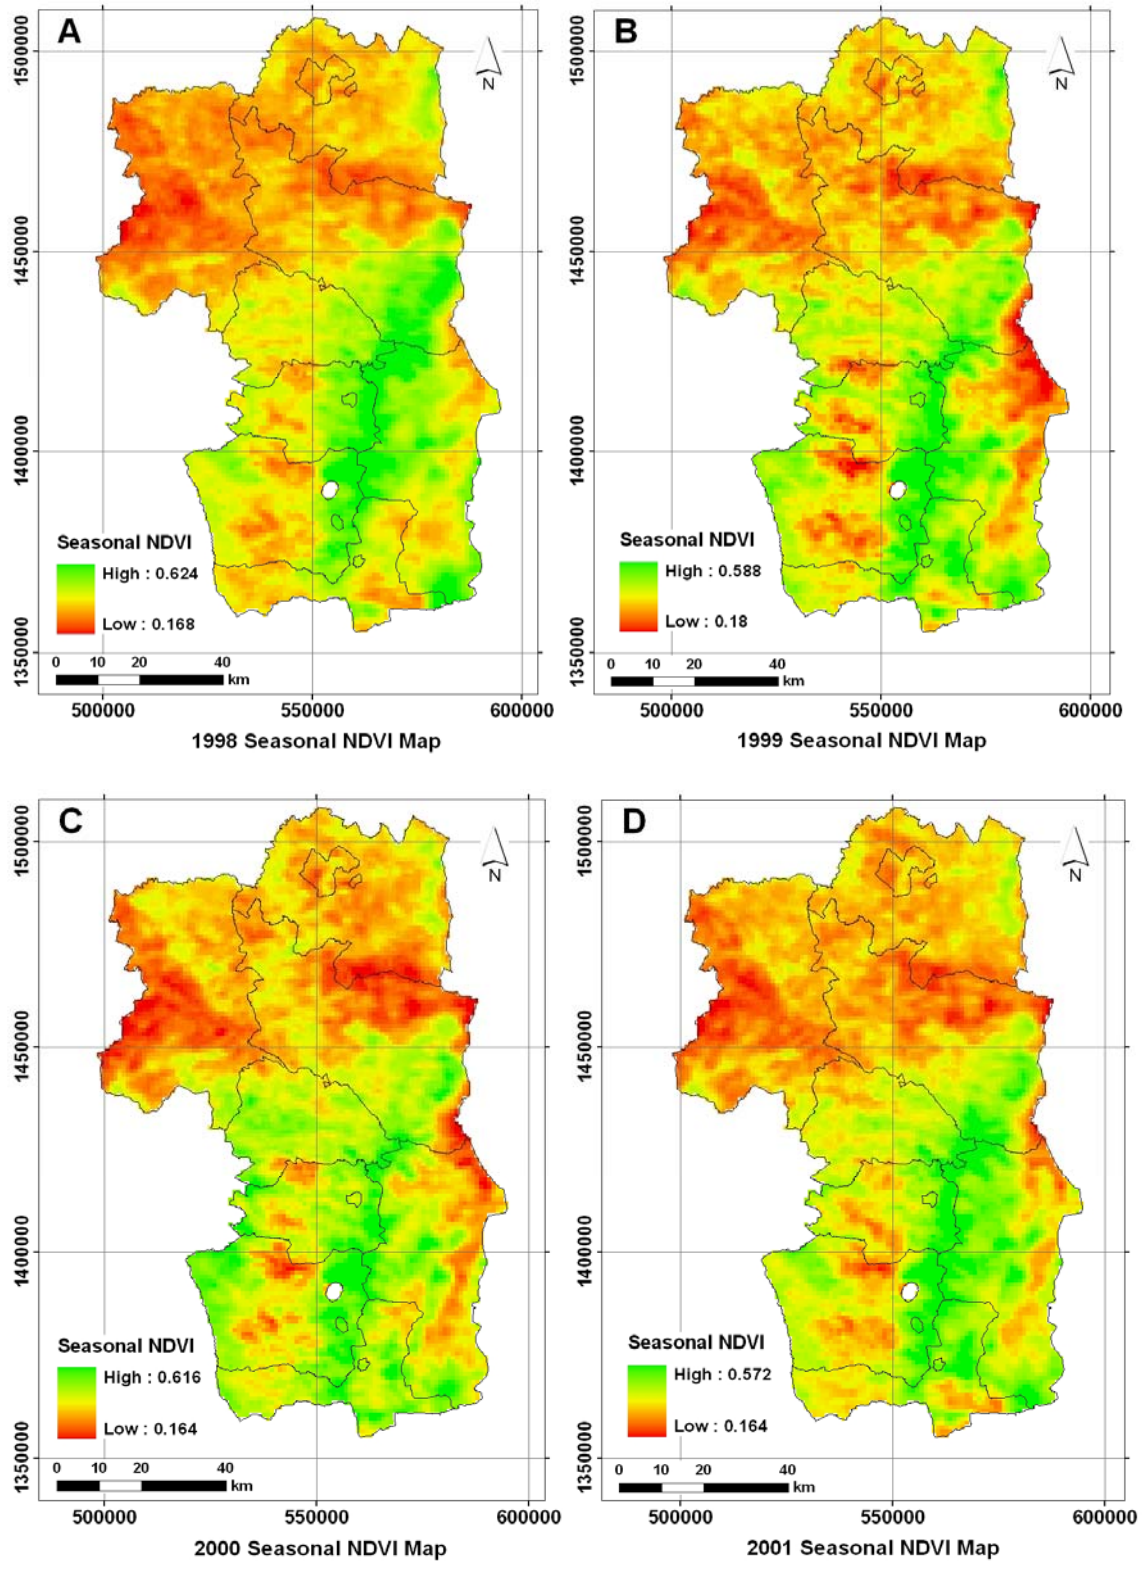 A
N
1500000
1450000
1400000
1350000
Seasonal NDVI
High : 0.624
Low : 0.168
0 10 20 40
km
500000 550000 600000
1998 Seasonal NDVI Map
B
N
1500000
1450000
1400000
1350000
Seasonal NDVI
High : 0.588
Low : 0.18
0 10 20 40
km
500000 550000 600000
1999 Seasonal NDVI Map
C
N
1500000
1450000
1400000
1350000
Seasonal NDVI
High : 0.616
Low : 0.164
0 10 20 40
km
500000 550000 600000
2000 Seasonal NDVI Map
D
N
1500000
1450000
1400000
1350000
Seasonal NDVI
High : 0.572
Low : 0.164
0 10 20 40
km
500000 550000 600000
2001 Seasonal NDVI Map